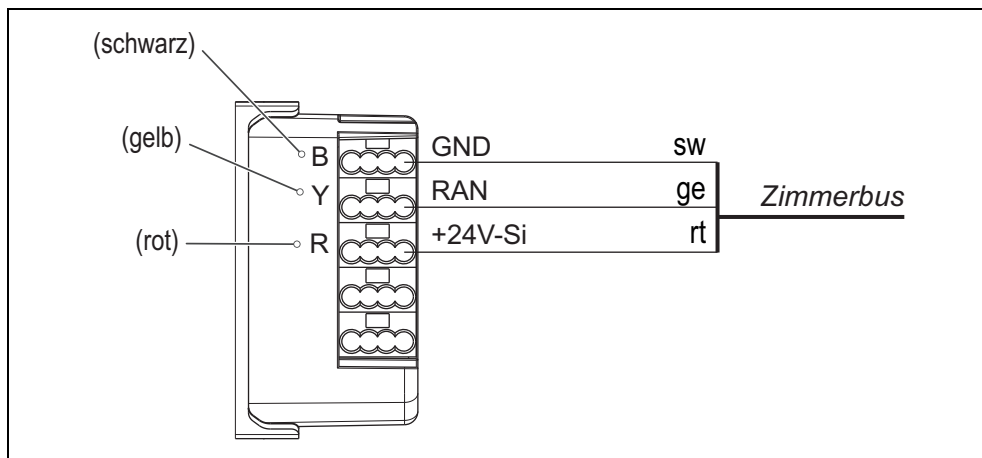 (schwarz)
(gelb)
(rot)
B GND sw
Y RAN ge
R +24V-Si rt
Zimmerbus